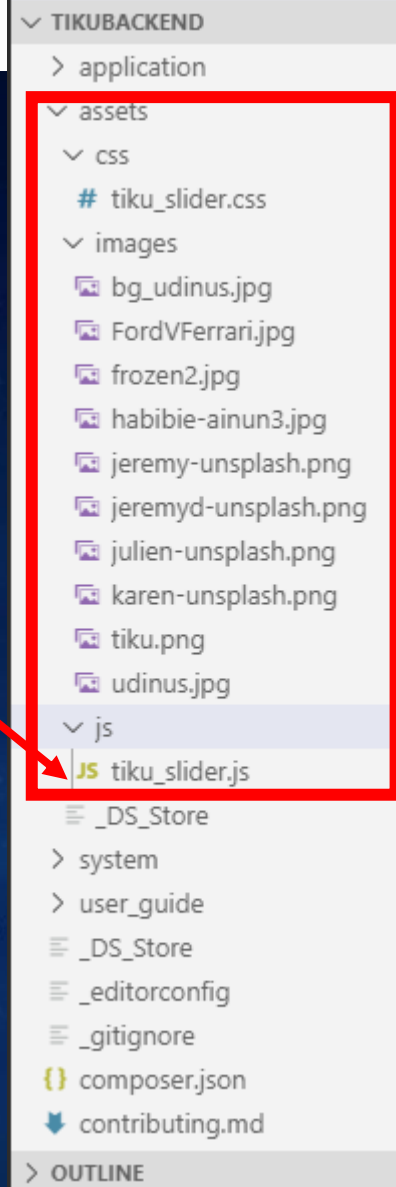 TIKUBACKEND
application
assets
css
# tiku_slider.css
images
bg_udinus.jpg
FordVFerrari.jpg
frozen2.jpg
habibie-ainun3.jpg
jeremy-unsplash.png
jeremyd-unsplash.png
julien-unsplash.png
karen-unsplash.png
tiku.png
udinus.jpg
js
JS tiku_slider.js
_DS_Store
system
user_guide
_DS_Store
_editorconfig
_gitignore
{} composer.json
contributing.md
OUTLINE